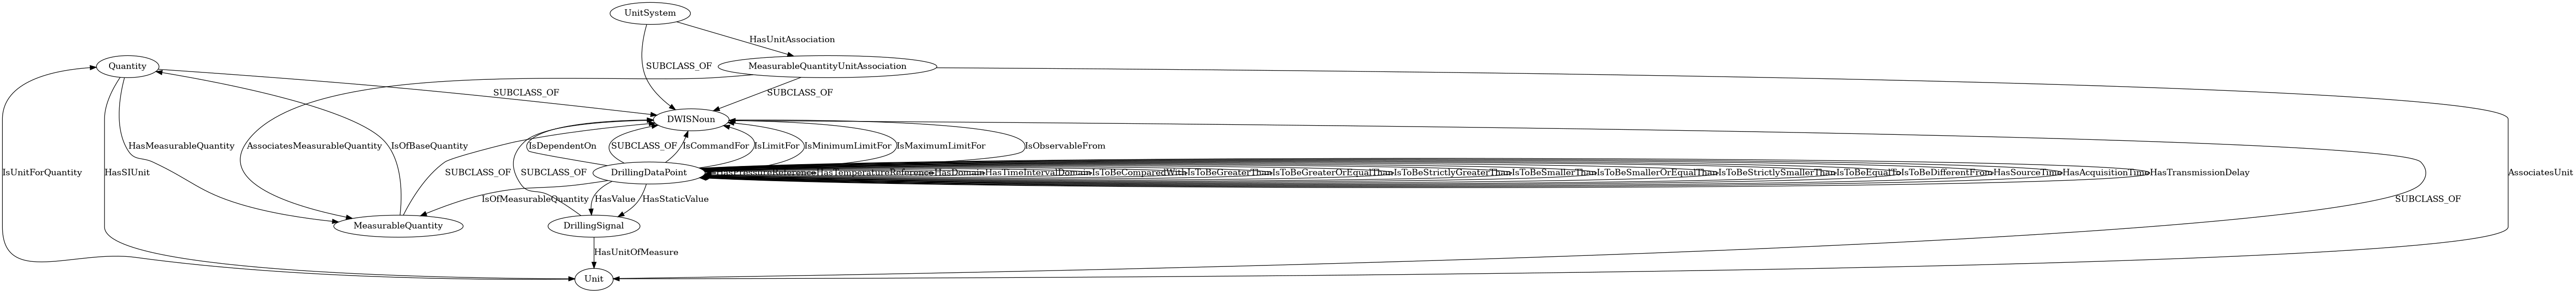 UnitSystem
HasUnitAssociation
Quantity
SUBCLASS_OF
MeasurableQuantityUnitAssociation
SUBCLASS_OF
SUBCLASS_OF
DWISNoun
HasMeasurableQuantity
AssociatesMeasurableQuantity
IsOfBaseQuantity
IsDependentOn
SUBCLASS_OF
IsCommandFor
IsLimitFor
IsMinimumLimitFor
IsMaximumLimitFor
IsObservableFrom
IsUnitForQuantity
HasSIUnit
SUBCLASS_OF
SUBCLASS_OF
DrillingDataPoint
HasPressureReference
HasTemperatureReference
HasDomain
HasTimeIntervalDomain
IsToBeComparedWith
IsToBeGreaterThan
IsToBeGreaterOrEqualThan
IsToBeStrictlyGreaterThan
IsToBeSmallerThan
IsToBeSmallerOrEqualThan
IsToBeStrictlySmallerThan
IsToBeEqualTo
IsToBeDifferentFrom
HasSourceTime
HasAcquisitionTime
HasTransmissionDelay
AssociatesUnit
IsOfMeasurableQuantity
HasValue
HasStaticValue
SUBCLASS_OF
MeasurableQuantity
DrillingSignal
HasUnitOfMeasure
Unit